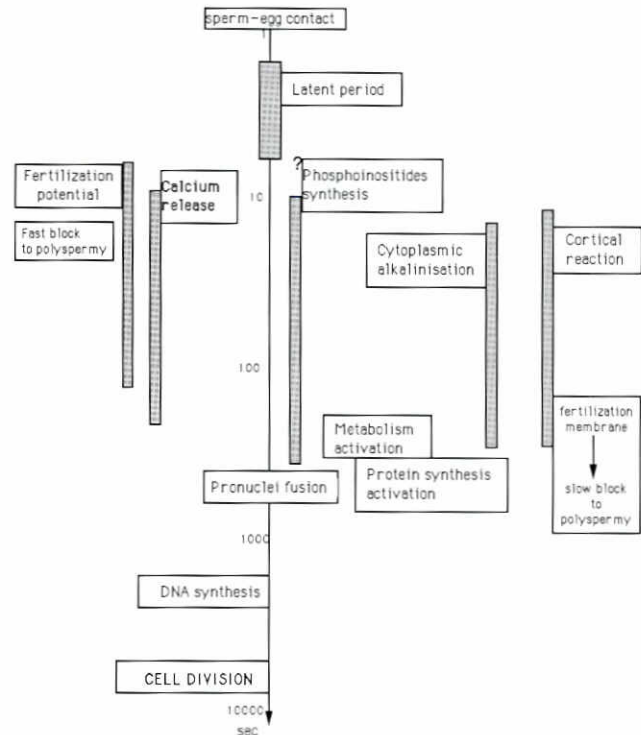 sperm-egg contact
1
Latent period
Fertilization
potential
Calcium
release
?
Phosphoinositides
synthesis
10
Fast block
to polyspermy
Cytoplasmic
alkalinisation
Cortical
reaction
100
Metabolism
activation
fertilization
membrane
Protein synthesis
activation
Pronuclei fusion
slow block
to
polyspermy
1000
DNA synthesis
CELL DIVISION
10000
sec